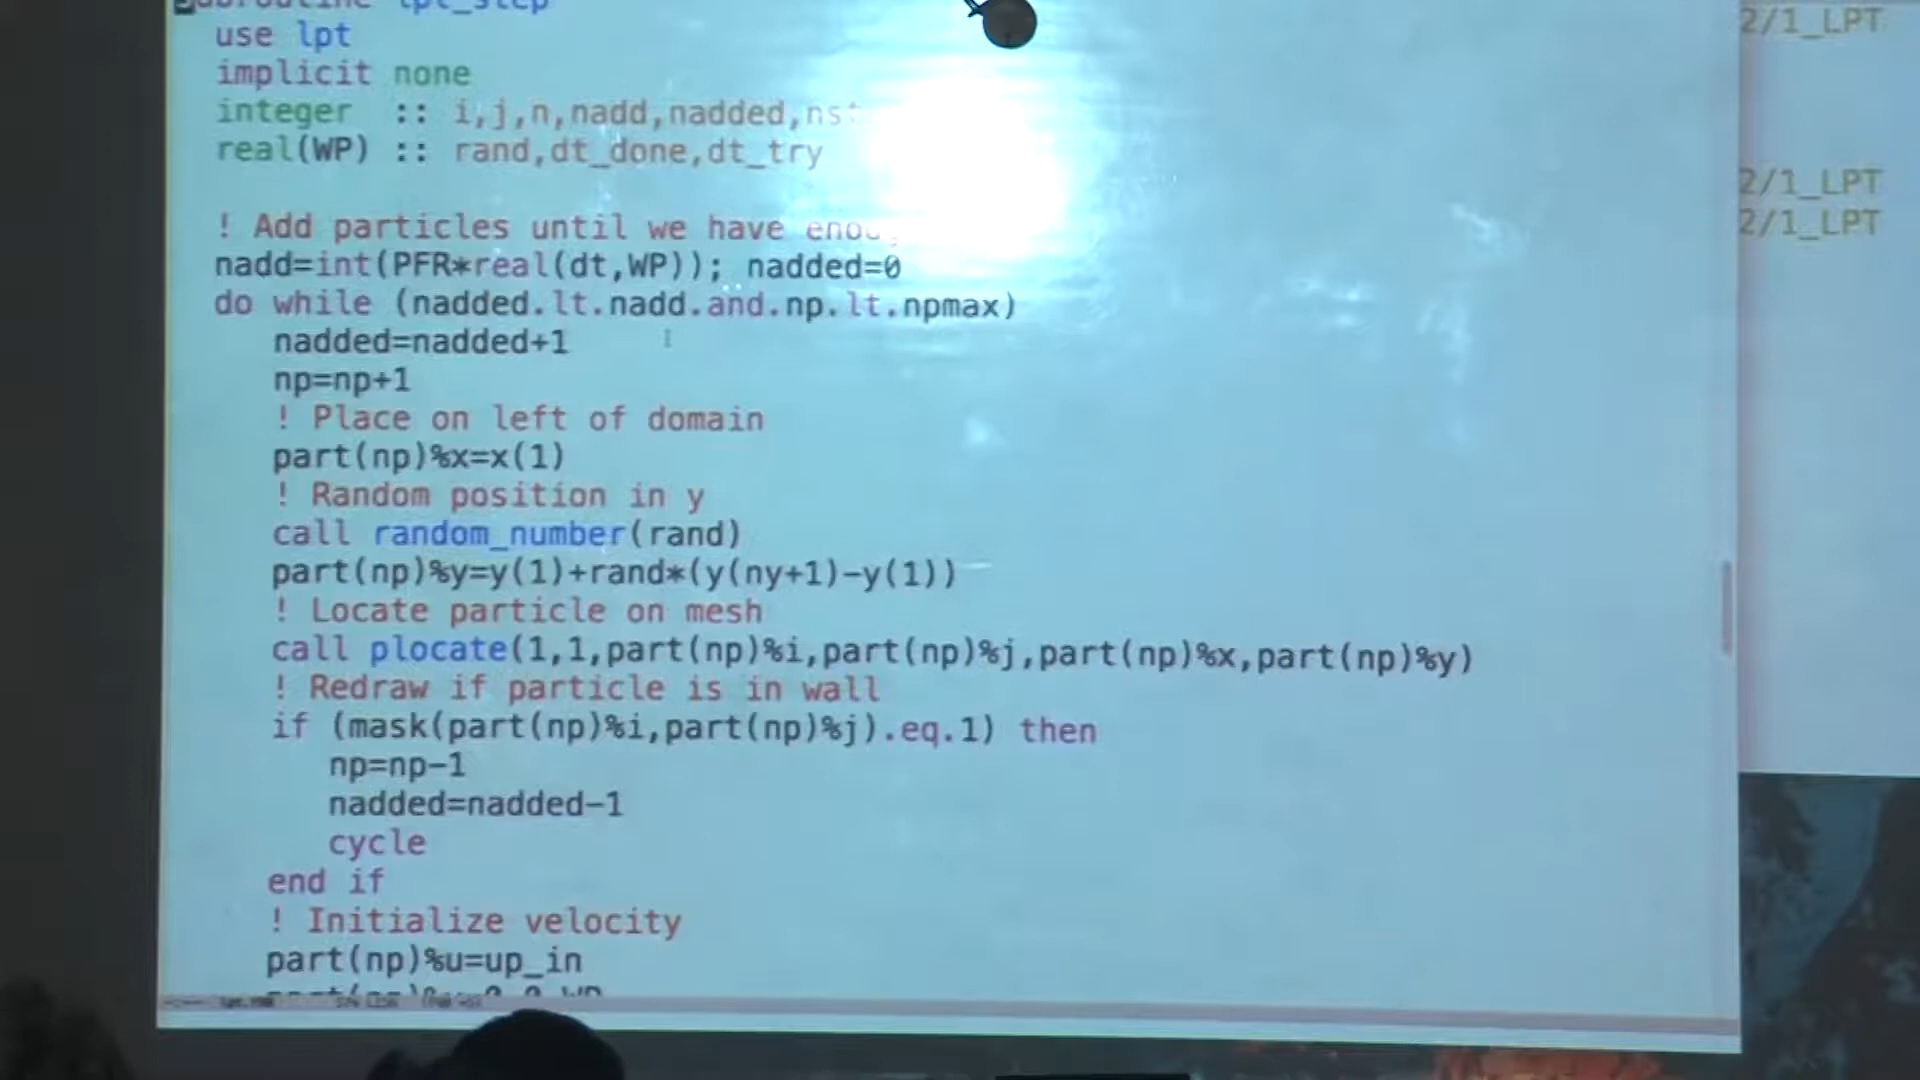 subroutine lpt_step
use lpt
implicit none
integer :: i,j,n,nadd,nadded,
real(WP) :: rand,dt_done,dt_try
! Add particles until we have
nadd=int(PFR*real(dt,WP)); nadded=0
do while (nadded.lt.nadd.and.np.lt.npmax)
nadded=nadded+1
np=np+1
! Place on left of domain
part(np)%x=x(1)
! Random position in y
call random_number(rand)
part(np)%y=y(1)+rand*(y(ny+1)-y(1))
! Locate particle on mesh
call plocate(1,1,part(np)%i,part(np)%j,part(np)%x,part(np)%y)
! Redraw if particle is in wall
if (mask(part(np)%i,part(np)%j).eq.1) then
np=np-1
nadded=nadded-1
cycle
end if
! Initialize velocity
part(np)%u=up_in
2/1_LPT
2/1_LPT
2/1_LPT